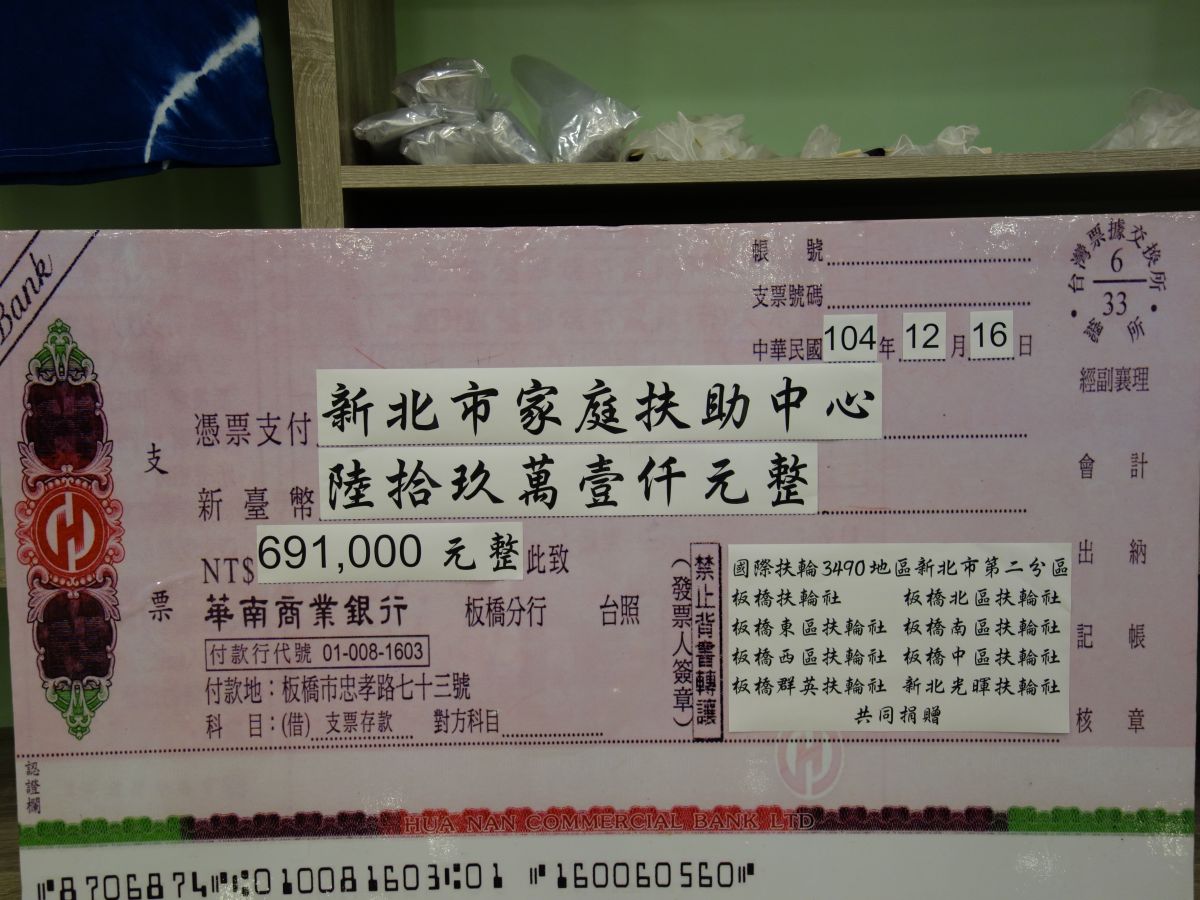 Bank
帳號
支票號碼
中華民國104年12月16日
台灣票據交換所
6
33
經副襄理
憑票支付新北市家庭扶助中心
支票
新臺幣陸拾玖萬壹仟元整
會計
NT$691,000 元整此致
華南商業銀行 板橋分行 台照
付款行代號 01-008-1603
付款地：板橋市忠孝路七十三號
科目：(借) 支票存款 對方科目
禁止背書轉讓
(發票人簽章)
國際扶輪3490地區新北市第二分區
板橋扶輪社 板橋北區扶輪社
板橋東區扶輪社 板橋南區扶輪社
板橋西區扶輪社 板橋中區扶輪社
板橋群英扶輪社 新北光暉扶輪社
共同捐贈
出納
記帳
核章
認證欄
HUA NAN COMMERCIAL BANK LTD
⑈8706874⑈⑆010081603⑆01 ⑈160060560⑈